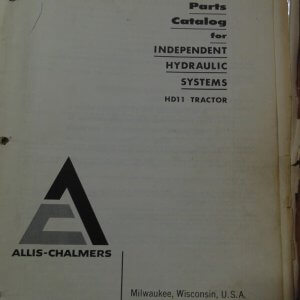 Parts
Catalog
for
INDEPENDENT
HYDRAULIC
SYSTEMS
HD11 TRACTOR
ALLIS-CHALMERS
Milwaukee, Wisconsin, U.S.A.